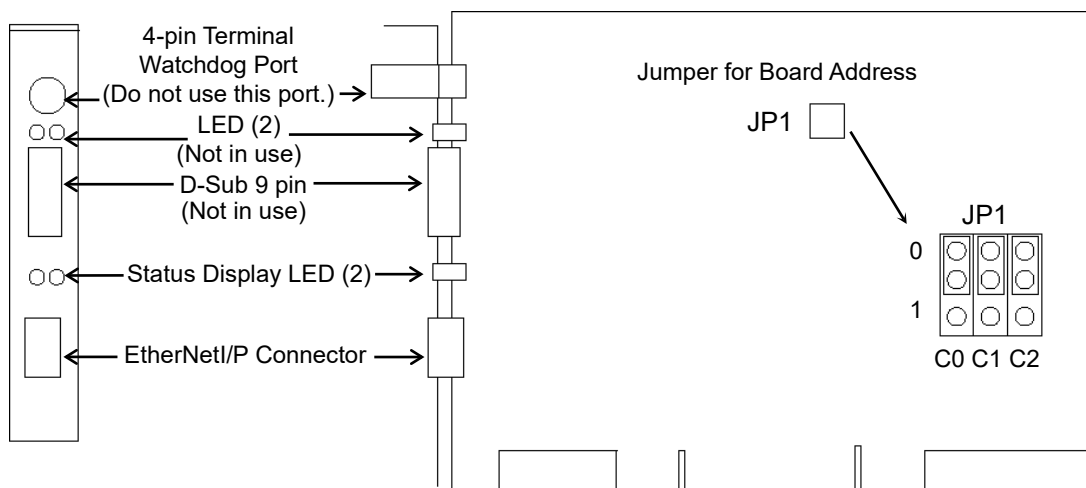 4-pin Terminal
Watchdog Port
(Do not use this port.)
LED (2)
(Not in use)
D-Sub 9 pin
(Not in use)
Status Display LED (2)
EtherNetI/P Connector
Jumper for Board Address
JP1
JP1
0
1
C0 C1 C2